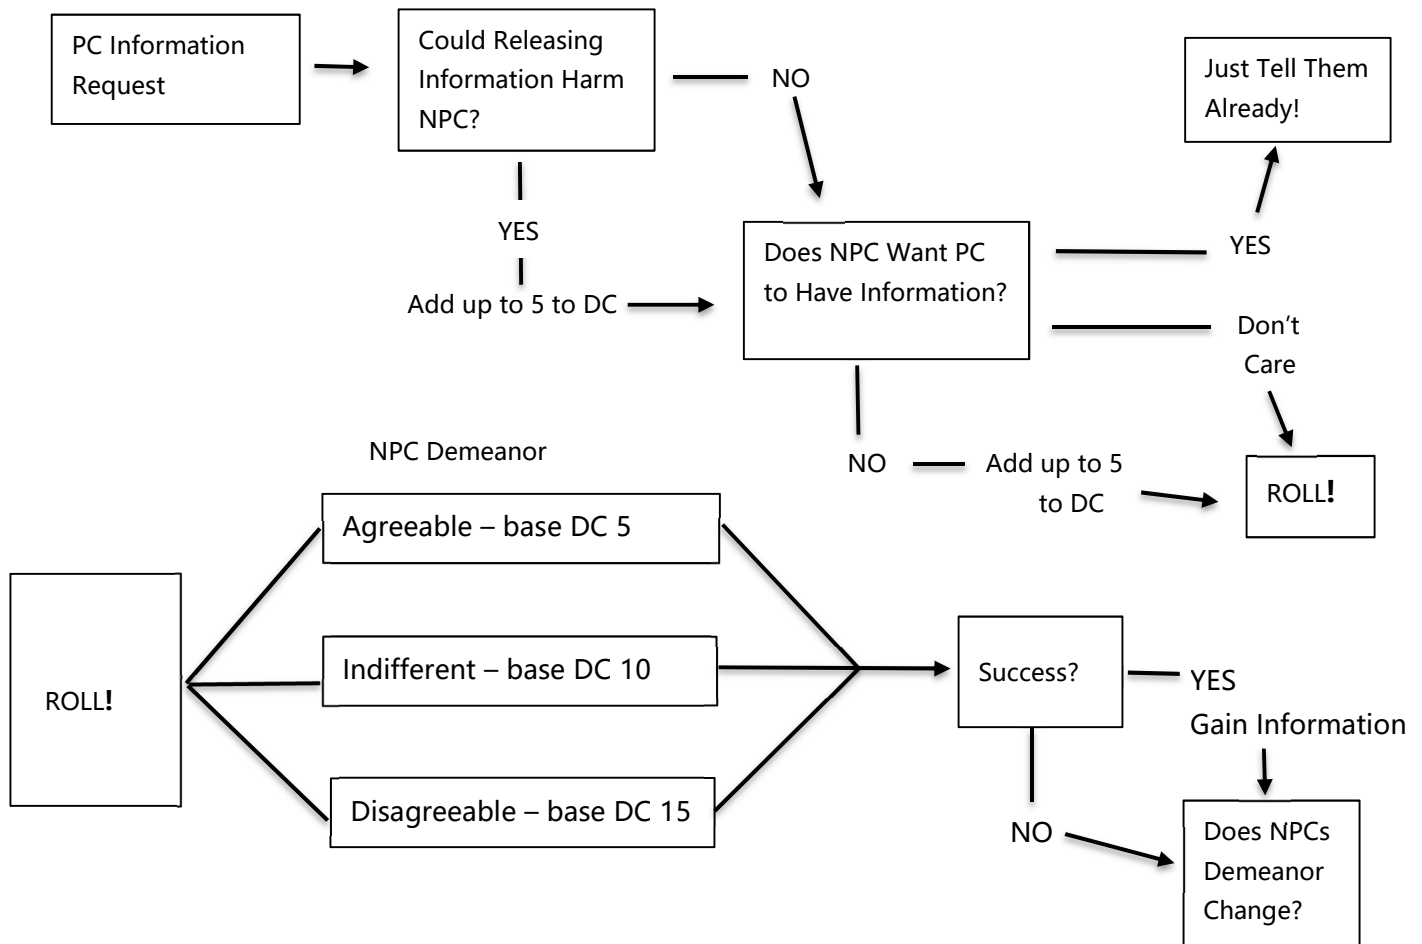 PC Information
Request
Could Releasing
Information Harm
NPC?
NO
Just Tell Them
Already!
YES
Add up to 5 to DC
Does NPC Want PC
to Have Information?
YES
Don't
Care
NO
Add up to 5
to DC
ROLL!
NPC Demeanor
Agreeable – base DC 5
Indifferent – base DC 10
Disagreeable – base DC 15
ROLL!
Success?
YES
Gain Information
NO
Does NPCs
Demeanor
Change?